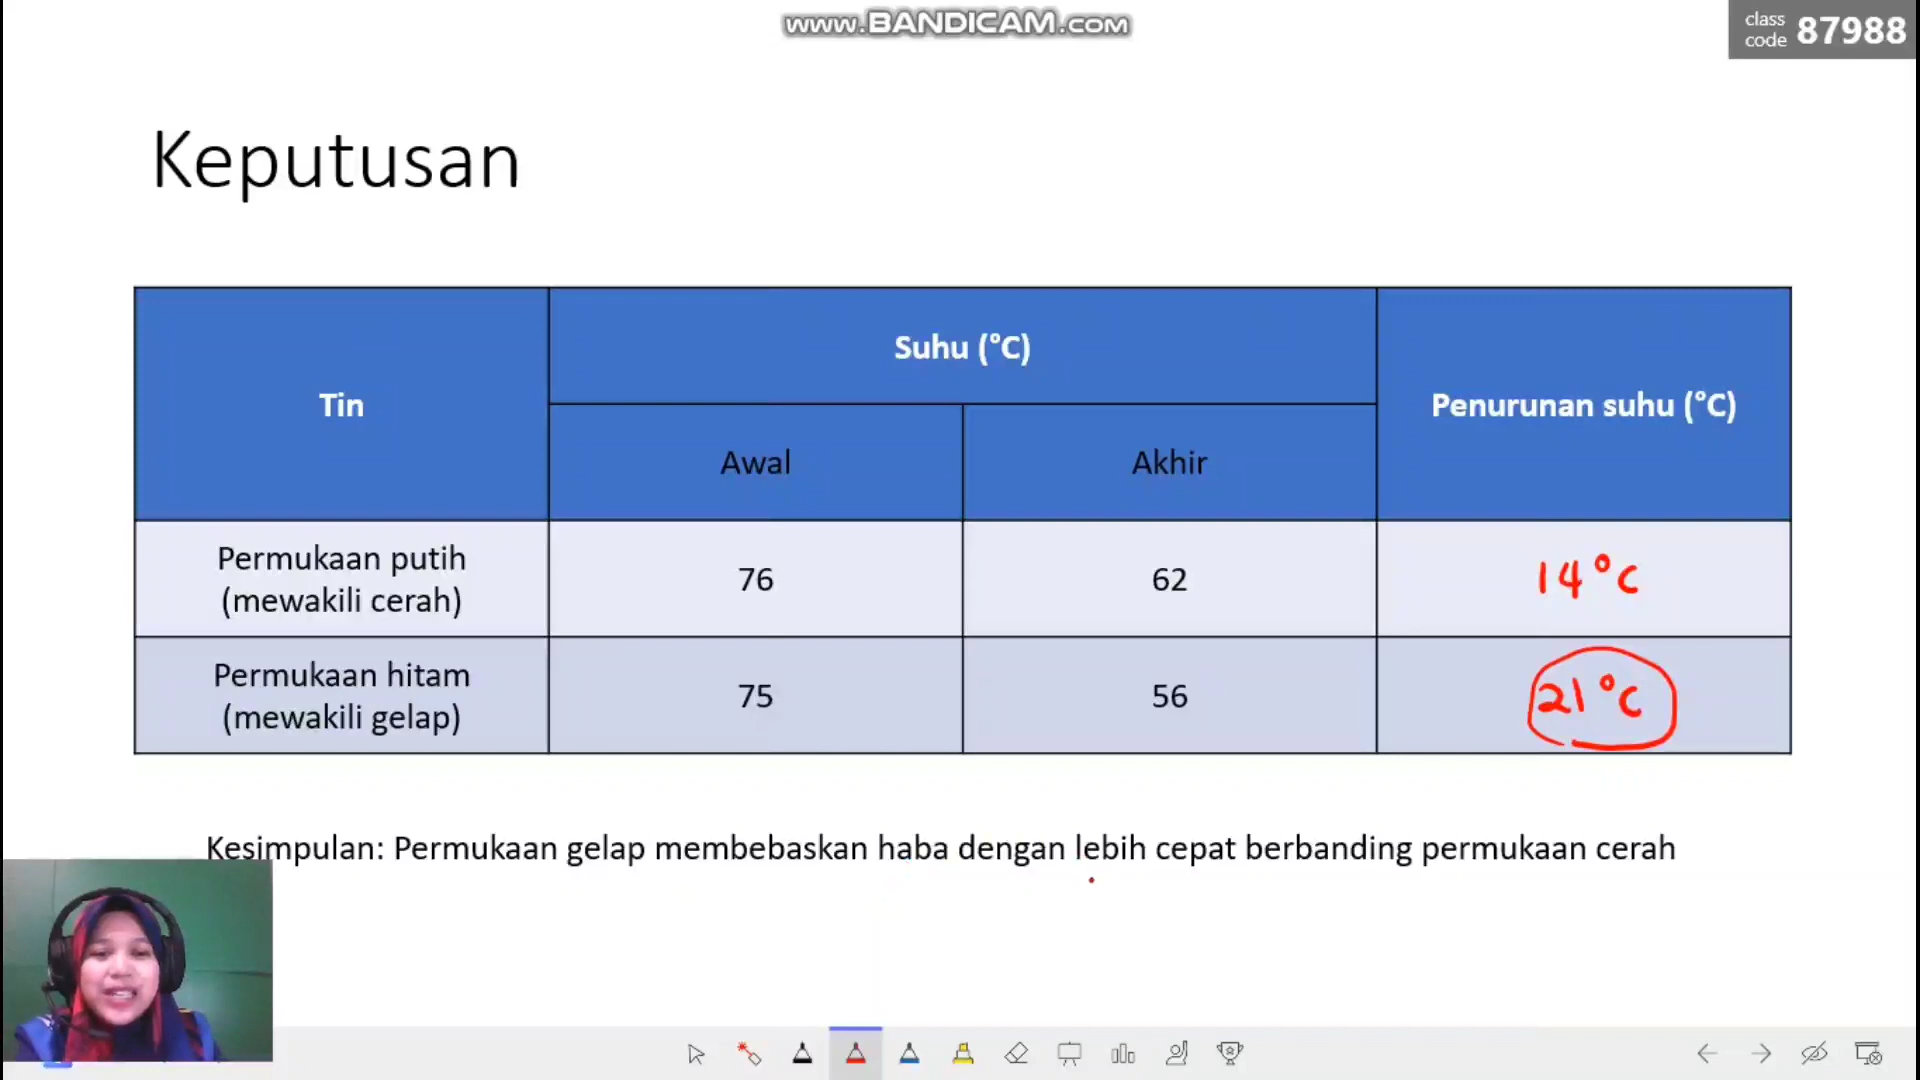 www.BANDICAM.com
class
code 87988
Keputusan
Tin
Suhu (°C)
Penurunan suhu (°C)
Awal
Akhir
Permukaan putih
(mewakili cerah)
76
62
14°C
Permukaan hitam
(mewakili gelap)
75
56
21°C
Kesimpulan: Permukaan gelap membebaskan haba dengan lebih cepat berbanding permukaan cerah